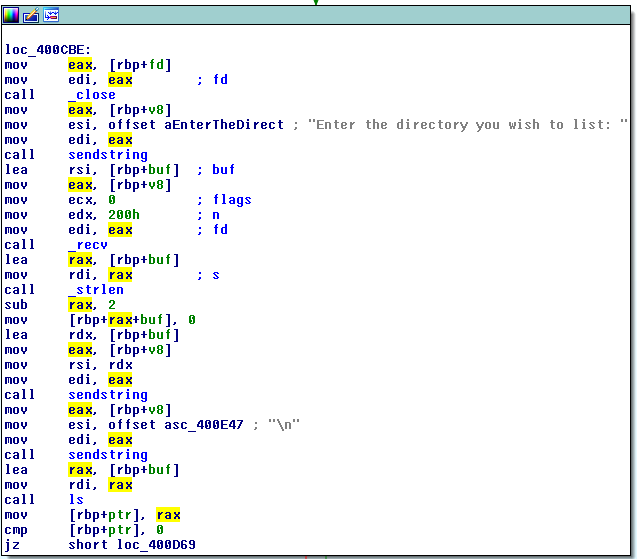 loc_400CBE:
mov eax, [rbp+fd]
mov edi, eax ; fd
call _close
mov eax, [rbp+v8]
mov esi, offset aEnterTheDirect ; "Enter the directory you wish to list: "
mov edi, eax
call sendstring
lea rsi, [rbp+buf] ; buf
mov eax, [rbp+v8]
mov ecx, 0 ; flags
mov edx, 200h ; n
mov edi, eax ; fd
call _recv
lea rax, [rbp+buf]
mov rdi, rax ; s
call _strlen
sub rax, 2
mov [rbp+rax+buf], 0
lea rdx, [rbp+buf]
mov eax, [rbp+v8]
mov rsi, rdx
mov edi, eax
call sendstring
mov eax, [rbp+v8]
mov esi, offset asc_400E47 ; "\n"
mov edi, eax
call sendstring
lea rax, [rbp+buf]
mov rdi, rax
call ls
mov [rbp+ptr], rax
cmp [rbp+ptr], 0
jz short loc_400D69